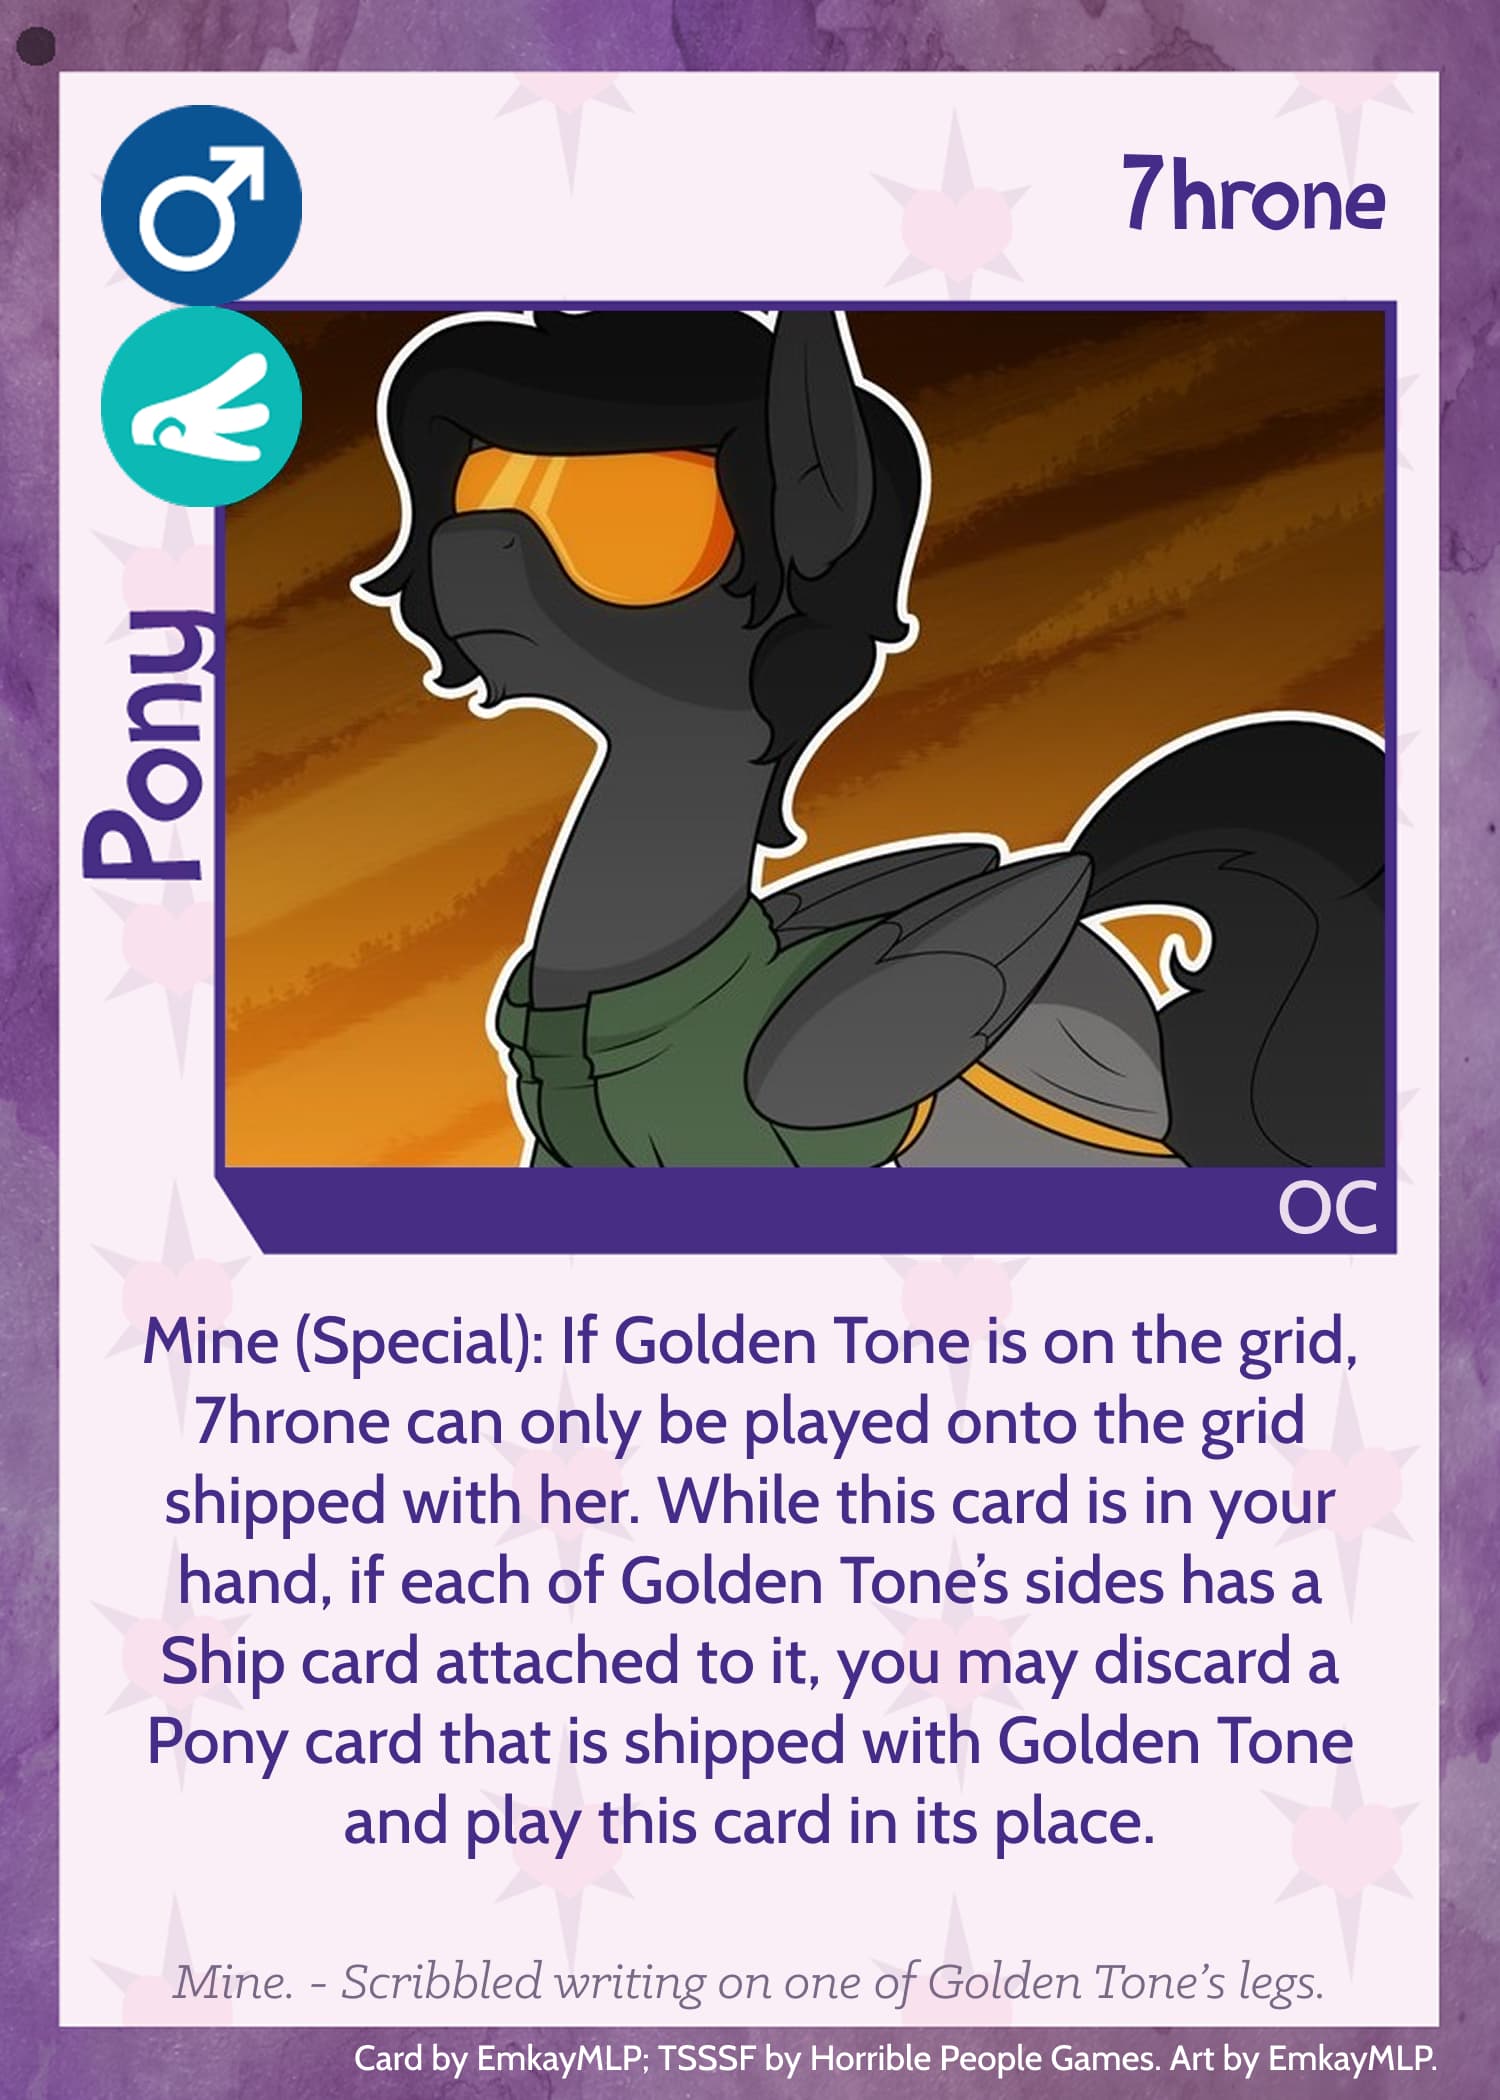 7hrone
Pony
OC
Mine (Special): If Golden Tone is on the grid,
7hrone can only be played onto the grid
shipped with her. While this card is in your
hand, if each of Golden Tone’s sides has a
Ship card attached to it, you may discard a
Pony card that is shipped with Golden Tone
and play this card in its place.
Mine. - Scribbled writing on one of Golden Tone’s legs.
Card by EmkayMLP; TSSSF by Horrible People Games. Art by EmkayMLP.